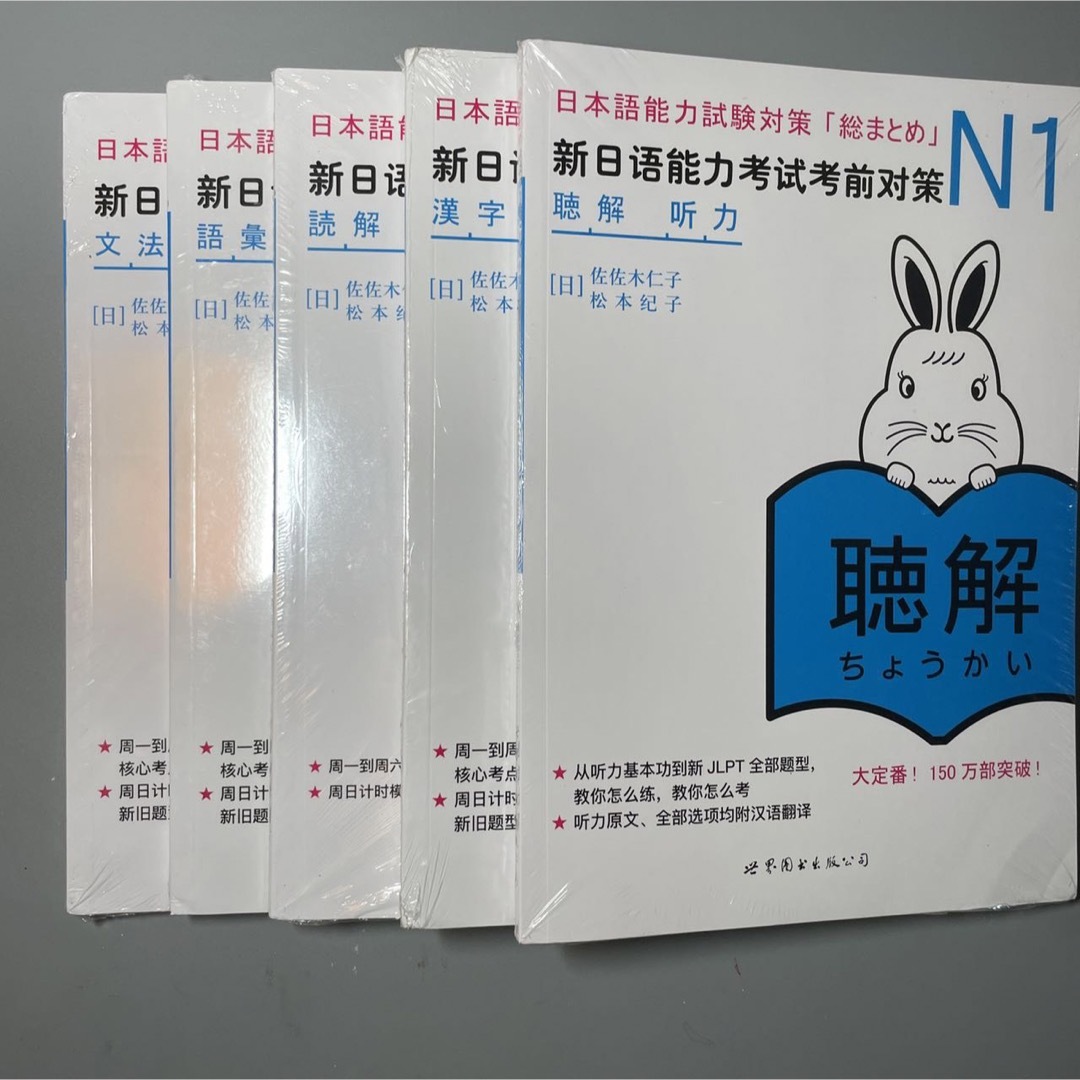 日本語
新日
文法
[日] 佐佐
松本
★ 周一到
核心考
★ 周日计
新旧题
日本語
新日
語彙
[日] 佐佐
松本
★ 周一到
核心考
★ 周日计
新旧题
日本語
新日语
読解
[日] 佐佐木
松本纪
★ 周一到周六
★ 周日计时模
日本語
新日
漢字
[日] 佐佐木
松本
★ 周一到周
核心考点
★ 周日计时
新旧题型
日本語能力試験対策「総まとめ」
N1
新日语能力考试考前对策
聴解 听力
[日] 佐佐木仁子
松本纪子
聴解
ちょうかい
★ 从听力基本功到新JLPT全部题型，
教你怎么练，教你怎么考
★ 听力原文、全部选项均附汉语翻译
大定番！150万部突破！
世界图书出版公司